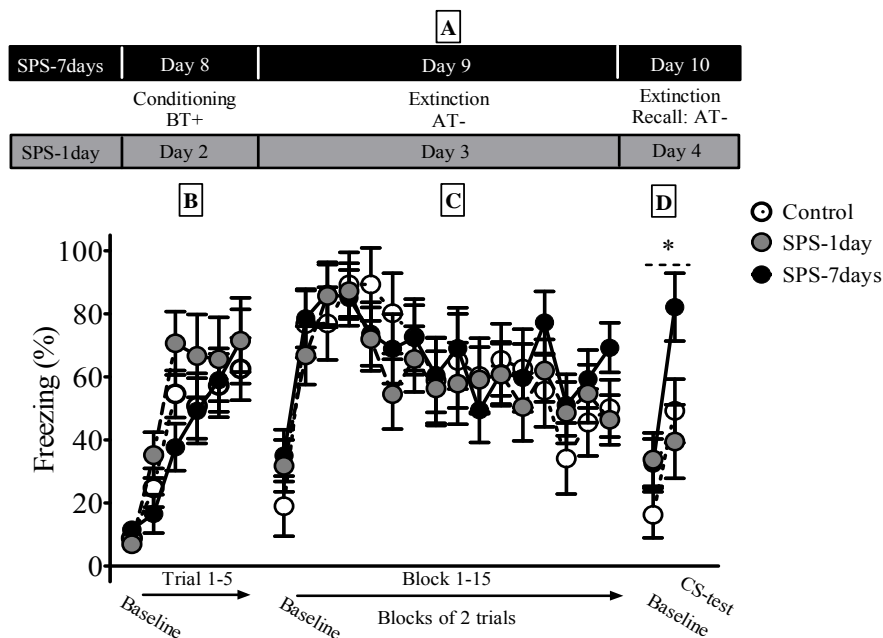 A
SPS-7days Day 8 Day 9 Day 10
Conditioning
BT+
Extinction
AT-
Extinction
Recall: AT-
SPS-1day Day 2 Day 3 Day 4
B C D
Control
SPS-1day
SPS-7days
*
Freezing (%)
100
80
60
40
20
0
Trial 1-5
Block 1-15
Baseline
Baseline
Blocks of 2 trials
Baseline
CS-test